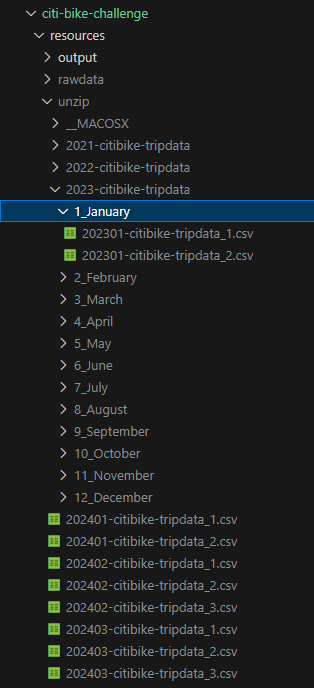 citi-bike-challenge
resources
output
rawdata
unzip
__MACOSX
2021-citibike-tripdata
2022-citibike-tripdata
2023-citibike-tripdata
1_January
202301-citibike-tripdata_1.csv
202301-citibike-tripdata_2.csv
2_February
3_March
4_April
5_May
6_June
7_July
8_August
9_September
10_October
11_November
12_December
202401-citibike-tripdata_1.csv
202401-citibike-tripdata_2.csv
202402-citibike-tripdata_1.csv
202402-citibike-tripdata_2.csv
202402-citibike-tripdata_3.csv
202403-citibike-tripdata_1.csv
202403-citibike-tripdata_2.csv
202403-citibike-tripdata_3.csv